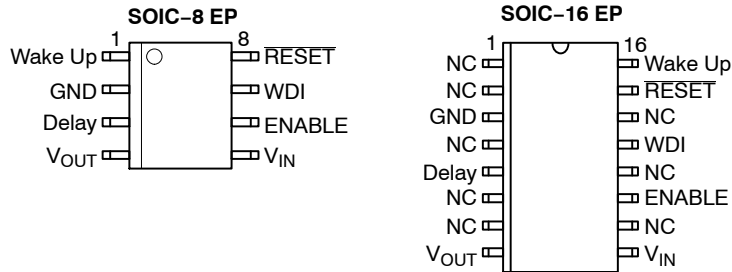 SOIC−8 EP
1 8
Wake Up RESET
GND WDI
Delay ENABLE
VOUT VIN
SOIC−16 EP
1 16
NC Wake Up
NC RESET
GND NC
NC WDI
Delay NC
NC ENABLE
NC NC
VOUT VIN